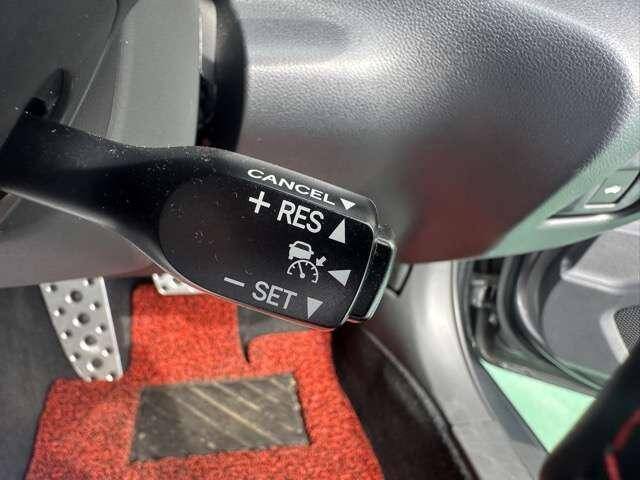 CANCEL ▼
+ RES ▲
◀
− SET ▼